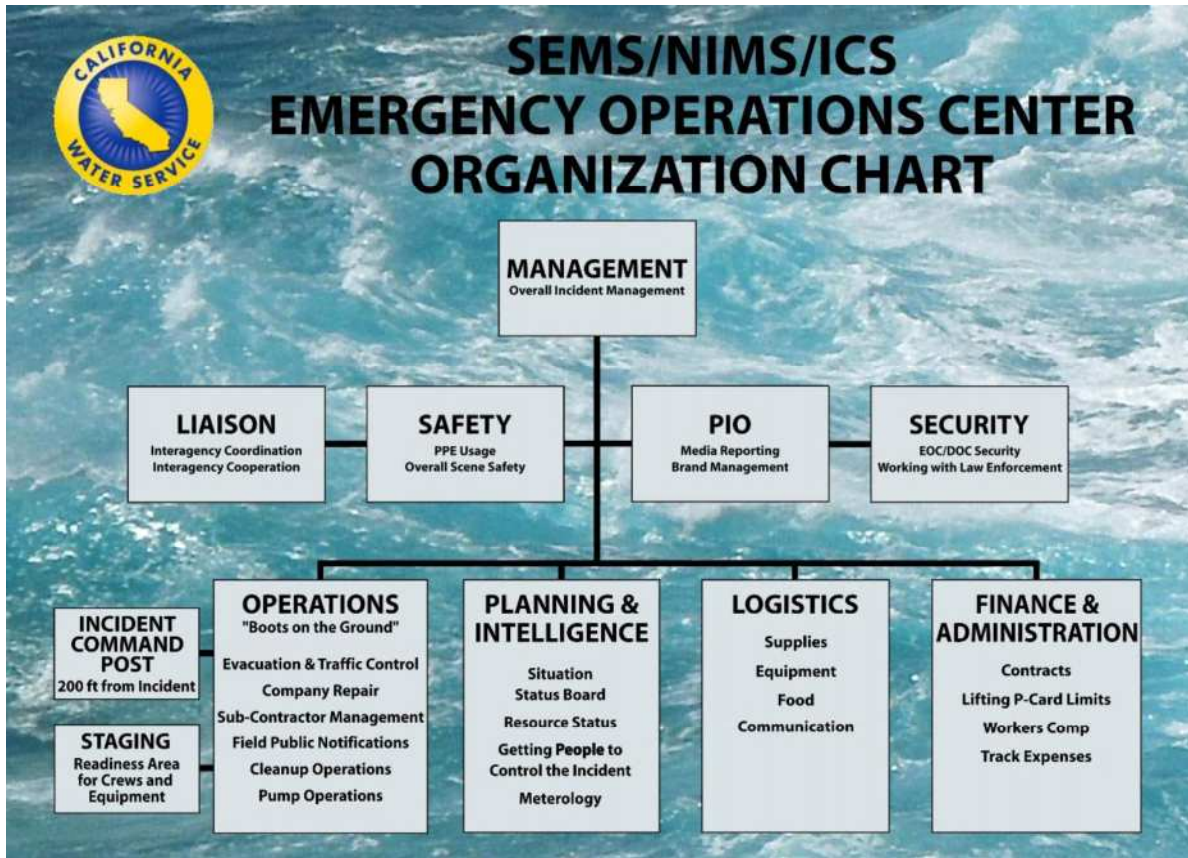 CALIFORNIA
WATER SERVICE
SEMS/NIMS/ICS
EMERGENCY OPERATIONS CENTER
ORGANIZATION CHART
MANAGEMENT
Overall Incident Management
LIAISON
Interagency Coordination
Interagency Cooperation
SAFETY
PPE Usage
Overall Scene Safety
PIO
Media Reporting
Brand Management
SECURITY
EOC/DOC Security
Working with Law Enforcement
INCIDENT
COMMAND
POST
200 ft from Incident
STAGING
Readiness Area
for Crews and
Equipment
OPERATIONS
"Boots on the Ground"
Evacuation & Traffic Control
Company Repair
Sub-Contractor Management
Field Public Notifications
Cleanup Operations
Pump Operations
PLANNING &
INTELLIGENCE
Situation
Status Board
Resource Status
Getting People to
Control the Incident
Meterology
LOGISTICS
Supplies
Equipment
Food
Communication
FINANCE &
ADMINISTRATION
Contracts
Lifting P-Card Limits
Workers Comp
Track Expenses